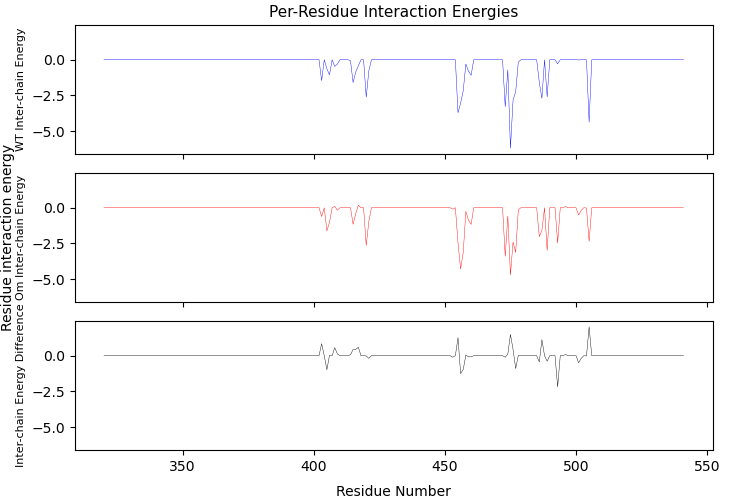 Per-Residue Interaction Energies
Residue interaction energy
WT Inter-chain Energy
0.0
−2.5
−5.0
Om Inter-chain Energy
0.0
−2.5
−5.0
Inter-chain Energy Difference
0.0
−2.5
−5.0
350
400
450
500
550
Residue Number